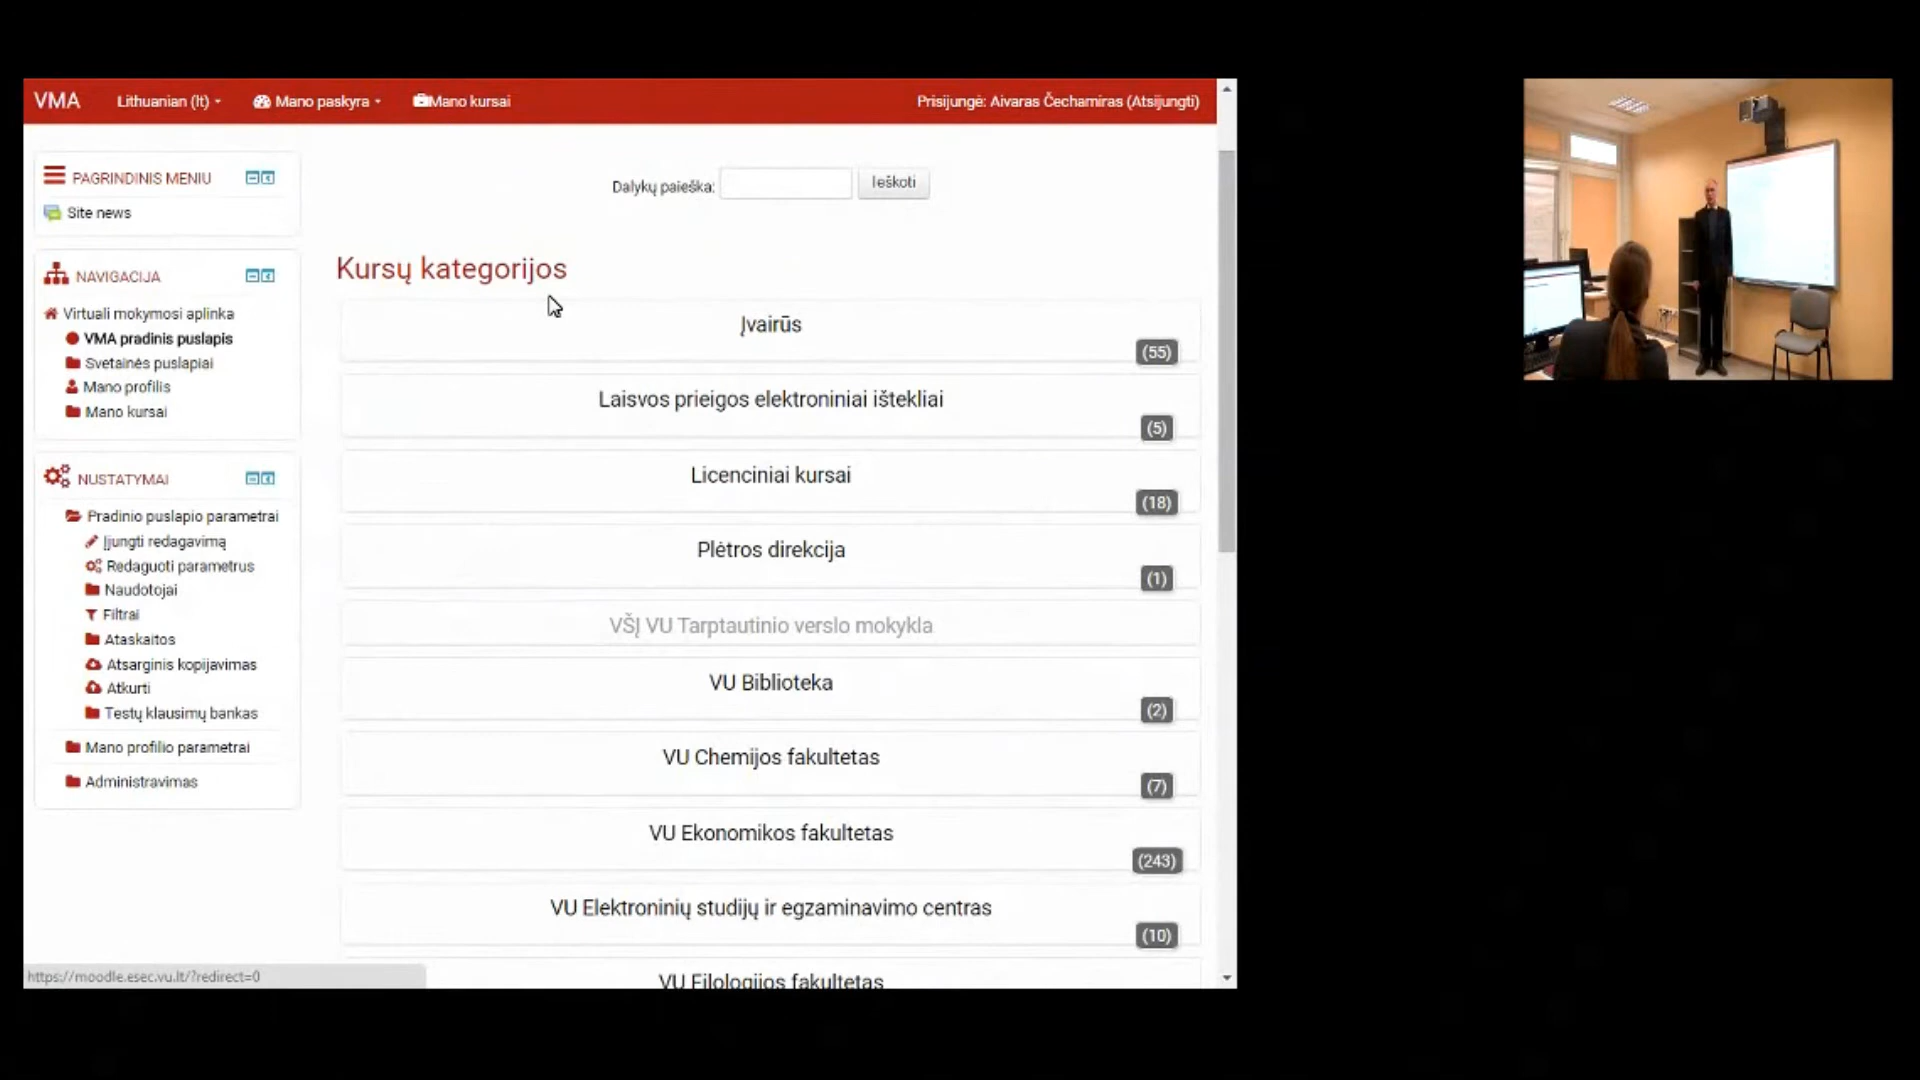 VMA Lithuanian (lt) Mano paskyra Mano kursai Prisijungė: Aivaras Čechamiras (Atsijungti)
PAGRINDINIS MENIU
Site news
NAVIGACIJA
Virtuali mokymosi aplinka
VMA pradinis puslapis
Svetainės puslapiai
Mano profilis
Mano kursai
NUSTATYMAI
Pradinio puslapio parametrai
Įjungti redagavimą
Redaguoti parametrus
Naudotojai
Filtrai
Ataskaitos
Atsarginis kopijavimas
Atkurti
Testų klausimų bankas
Mano profilio parametrai
Administravimas
Dalykų paieška: Ieškoti
Kursų kategorijos
Įvairūs
(55)
Laisvos prieigos elektroniniai ištekliai
(5)
Licenciniai kursai
(18)
Plėtros direkcija
(1)
VŠĮ VU Tarptautinio verslo mokykla
VU Biblioteka
(2)
VU Chemijos fakultetas
(7)
VU Ekonomikos fakultetas
(243)
VU Elektroninių studijų ir egzaminavimo centras
(10)
VU Filologijos fakultetas
https://moodle.esec.vu.lt/?redirect=0